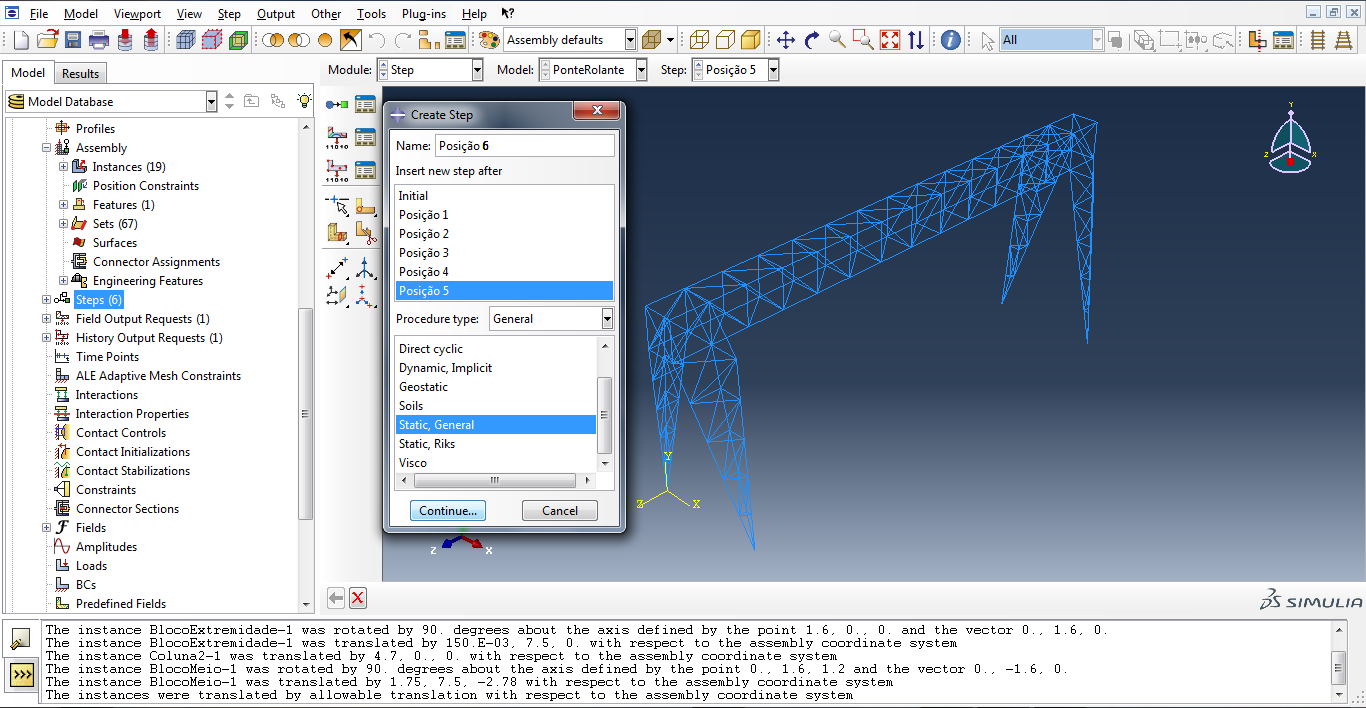 File Model Viewport View Step Output Other Tools Plug-ins Help
Assembly defaults
All
Model Results
Module: Step Model: PonteRolante Step: Posição 5
Model Database
Profiles
Assembly
Instances (19)
Position Constraints
Features (1)
Sets (67)
Surfaces
Connector Assignments
Engineering Features
Steps (6)
Field Output Requests (1)
History Output Requests (1)
Time Points
ALE Adaptive Mesh Constraints
Interactions
Interaction Properties
Contact Controls
Contact Initializations
Contact Stabilizations
Constraints
Connector Sections
Fields
Amplitudes
Loads
BCs
Predefined Fields
11010
11010
Create Step
Name: Posição 6
Insert new step after
Initial
Posição 1
Posição 2
Posição 3
Posição 4
Posição 5
Procedure type: General
Direct cyclic
Dynamic, Implicit
Geostatic
Soils
Static, General
Static, Riks
Visco
Continue... Cancel
Y
Z X
Y
Z X
Z X
SIMULIA
The instance BlocoExtremidade-1 was rotated by 90. degrees about the axis defined by the point 1.6, 0., 0. and the vector 0., 1.6, 0.
The instance BlocoExtremidade-1 was translated by 150.E-03, 7.5, 0. with respect to the assembly coordinate system
The instance Coluna2-1 was translated by 4.7, 0., 0. with respect to the assembly coordinate system
The instance BlocoMeio-1 was rotated by 90. degrees about the axis defined by the point 0., 1.6, 1.2 and the vector 0., -1.6, 0.
The instance BlocoMeio-1 was translated by 1.75, 7.5, -2.78 with respect to the assembly coordinate system
The instances were translated by allowable translation with respect to the assembly coordinate system
>>>